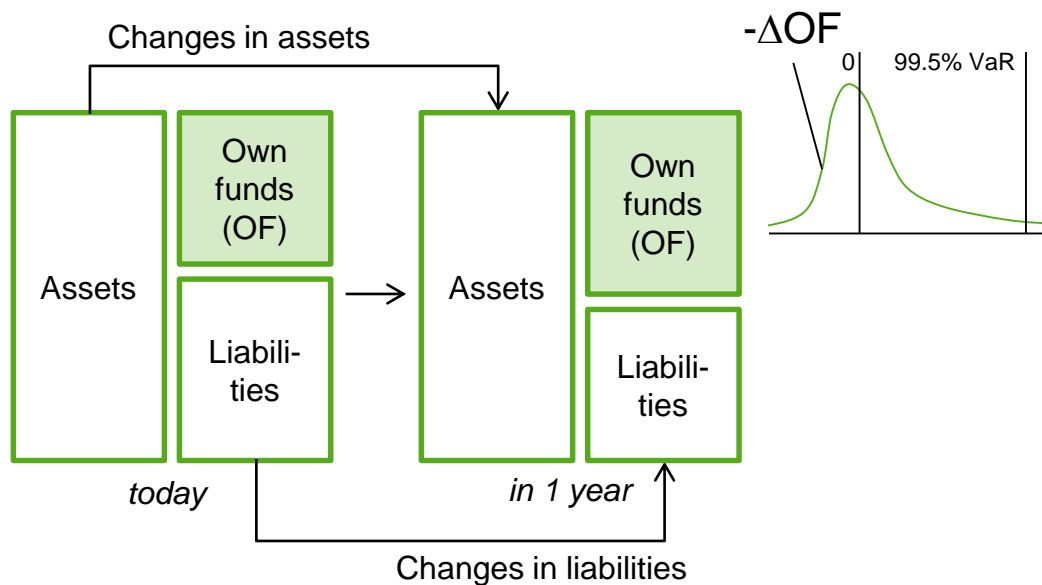 Changes in assets
-ΔOF
0
99.5% VaR
Assets
Own
funds
(OF)
Liabili-
ties
Assets
Own
funds
(OF)
Liabili-
ties
today
in 1 year
Changes in liabilities